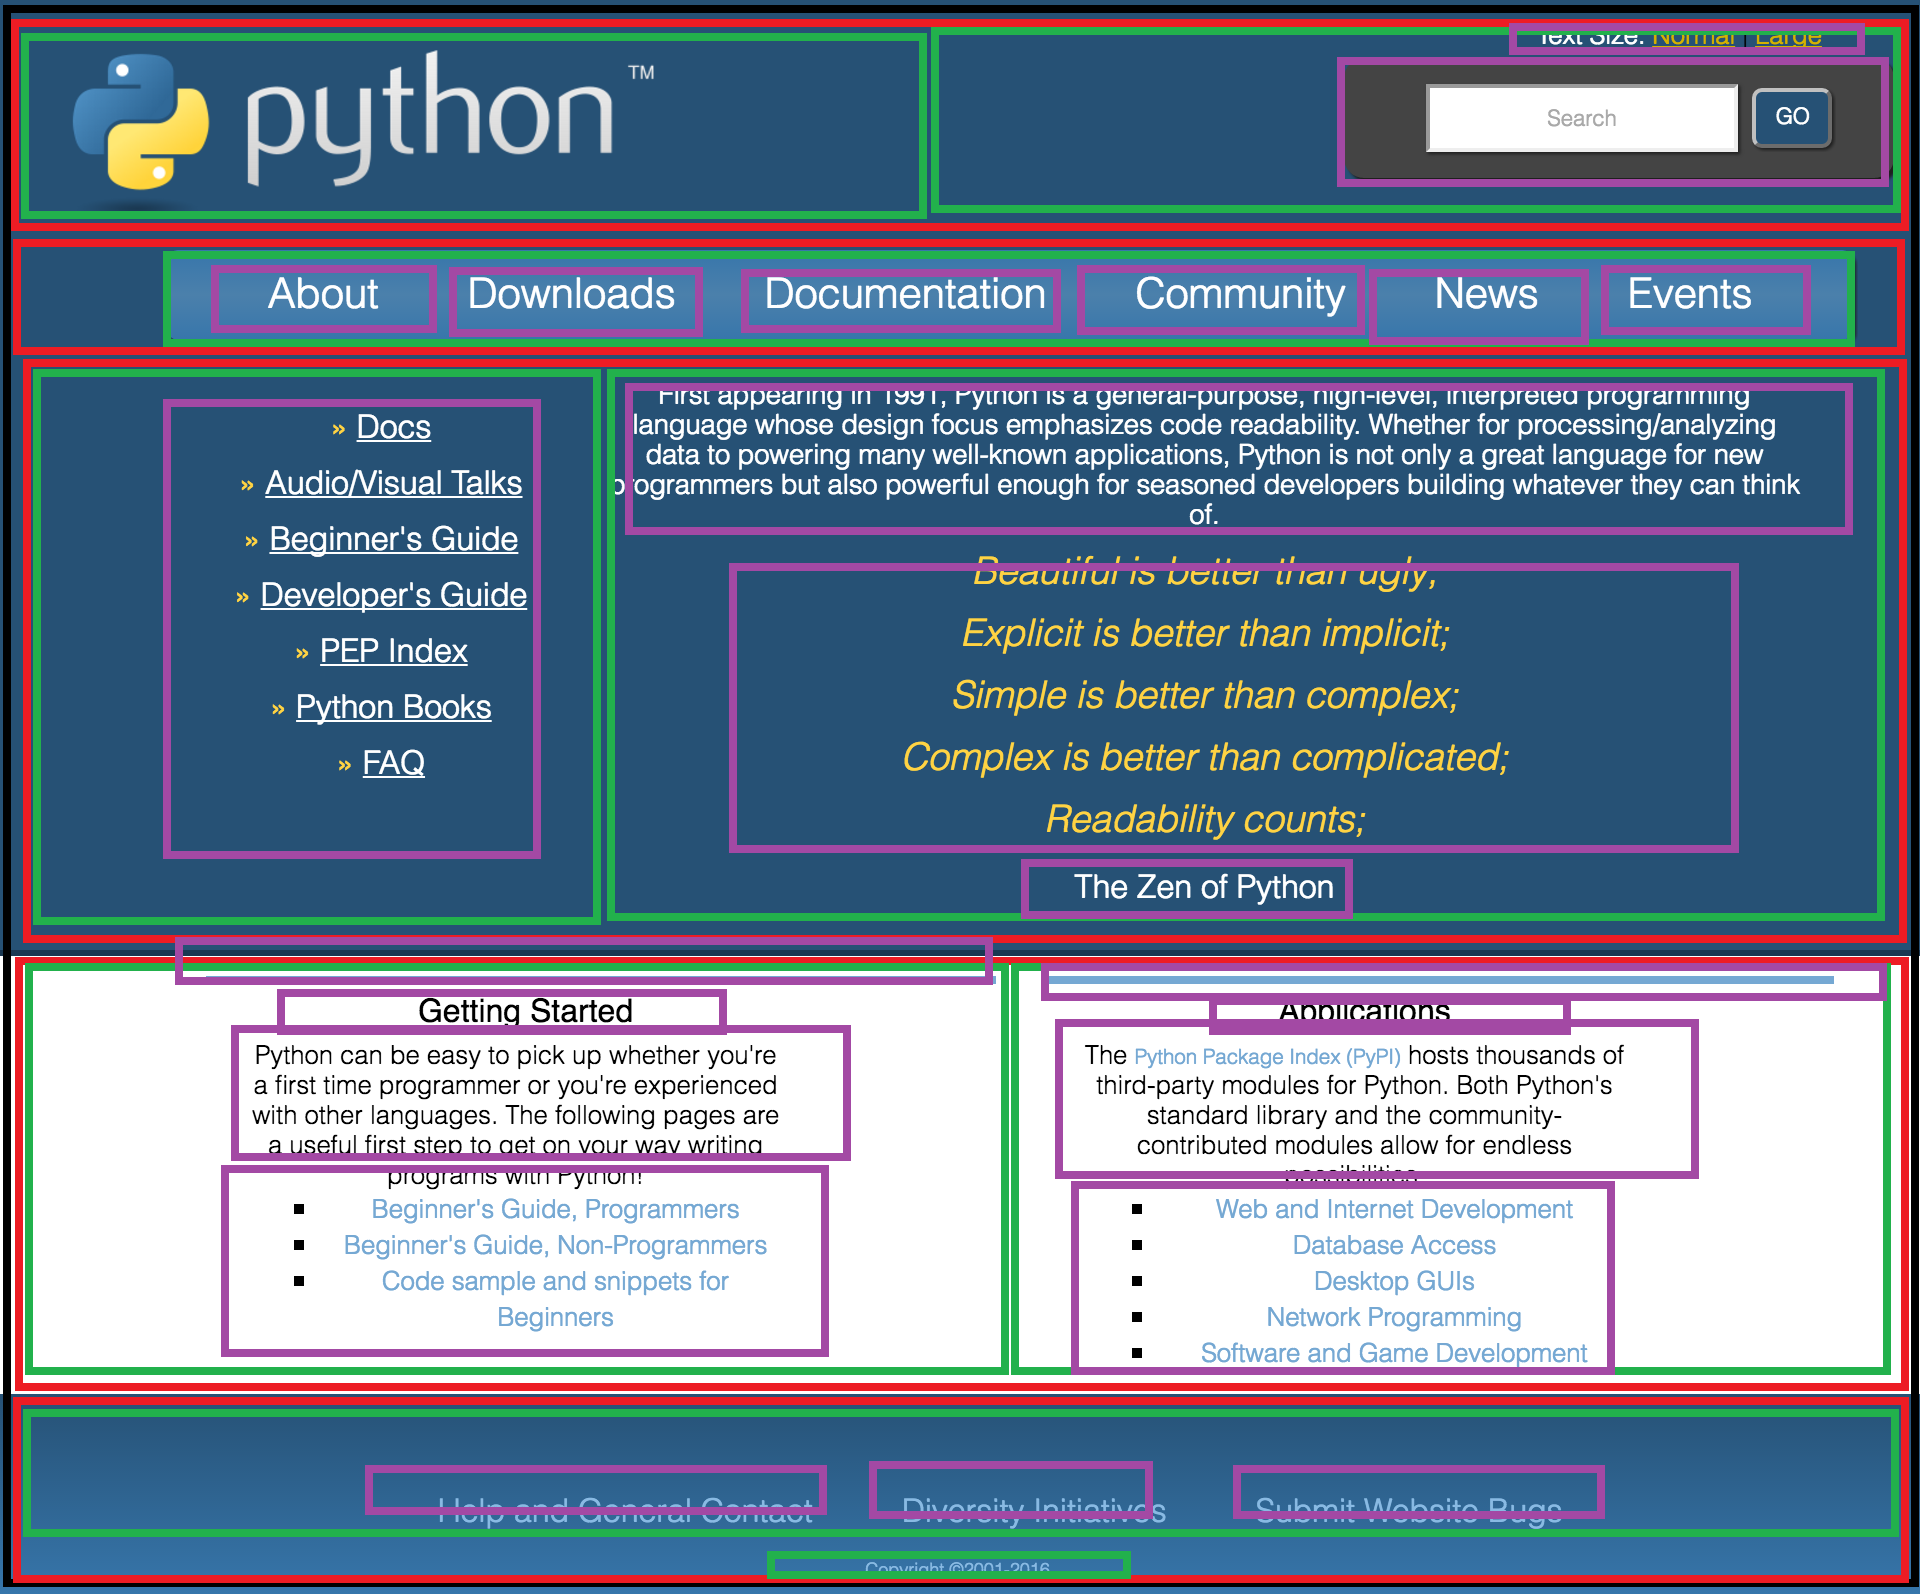 python™
Text Size: Normal | Large
Search
GO
About Downloads Documentation Community News Events
» Docs
» Audio/Visual Talks
» Beginner's Guide
» Developer's Guide
» PEP Index
» Python Books
» FAQ
First appearing in 1991, Python is a general-purpose, high-level, interpreted programming
language whose design focus emphasizes code readability. Whether for processing/analyzing
data to powering many well-known applications, Python is not only a great language for new
programmers but also powerful enough for seasoned developers building whatever they can think
of.
Beautiful is better than ugly;
Explicit is better than implicit;
Simple is better than complex;
Complex is better than complicated;
Readability counts;
The Zen of Python
Getting Started
Python can be easy to pick up whether you're
a first time programmer or you're experienced
with other languages. The following pages are
a useful first step to get on your way writing
programs with Python!
▪ Beginner's Guide, Programmers
▪ Beginner's Guide, Non-Programmers
▪ Code sample and snippets for
Beginners
Applications
The Python Package Index (PyPI) hosts thousands of
third-party modules for Python. Both Python's
standard library and the community-
contributed modules allow for endless
possibilities
▪ Web and Internet Development
▪ Database Access
▪ Desktop GUIs
▪ Network Programming
▪ Software and Game Development
Help and General Contact Diversity Initiatives Submit Website Bugs
Copyright ©2001-2016